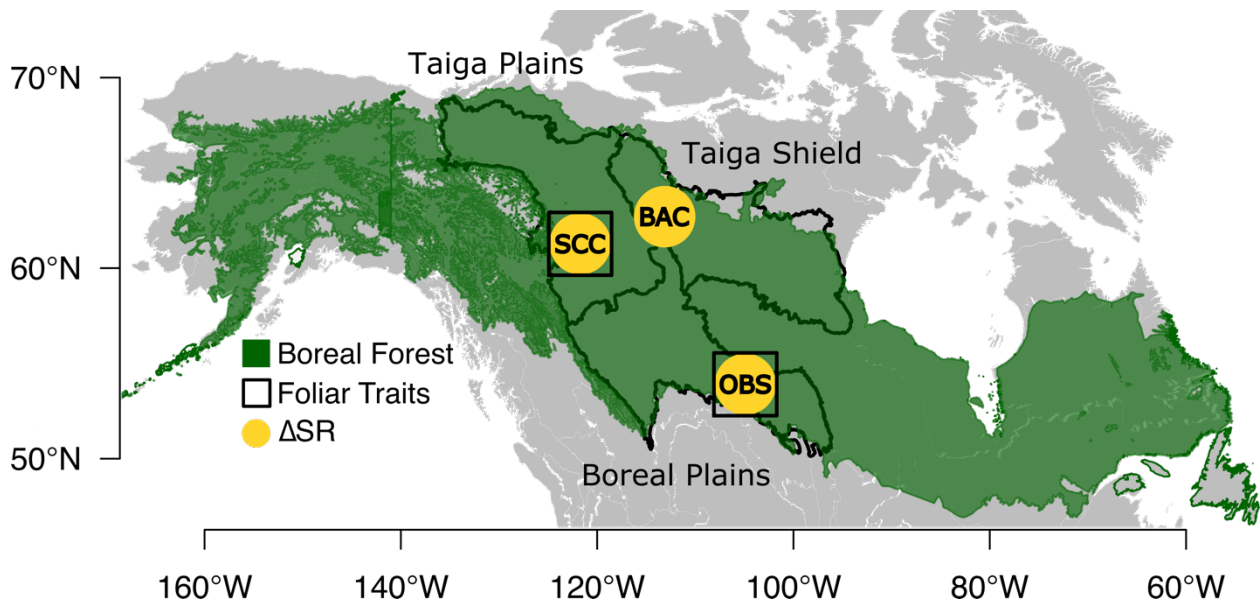 70°N
60°N
50°N
Taiga Plains
Taiga Shield
BAC
SCC
OBS
Boreal Forest
Foliar Traits
ΔSR
Boreal Plains
160°W 140°W 120°W 100°W 80°W 60°W